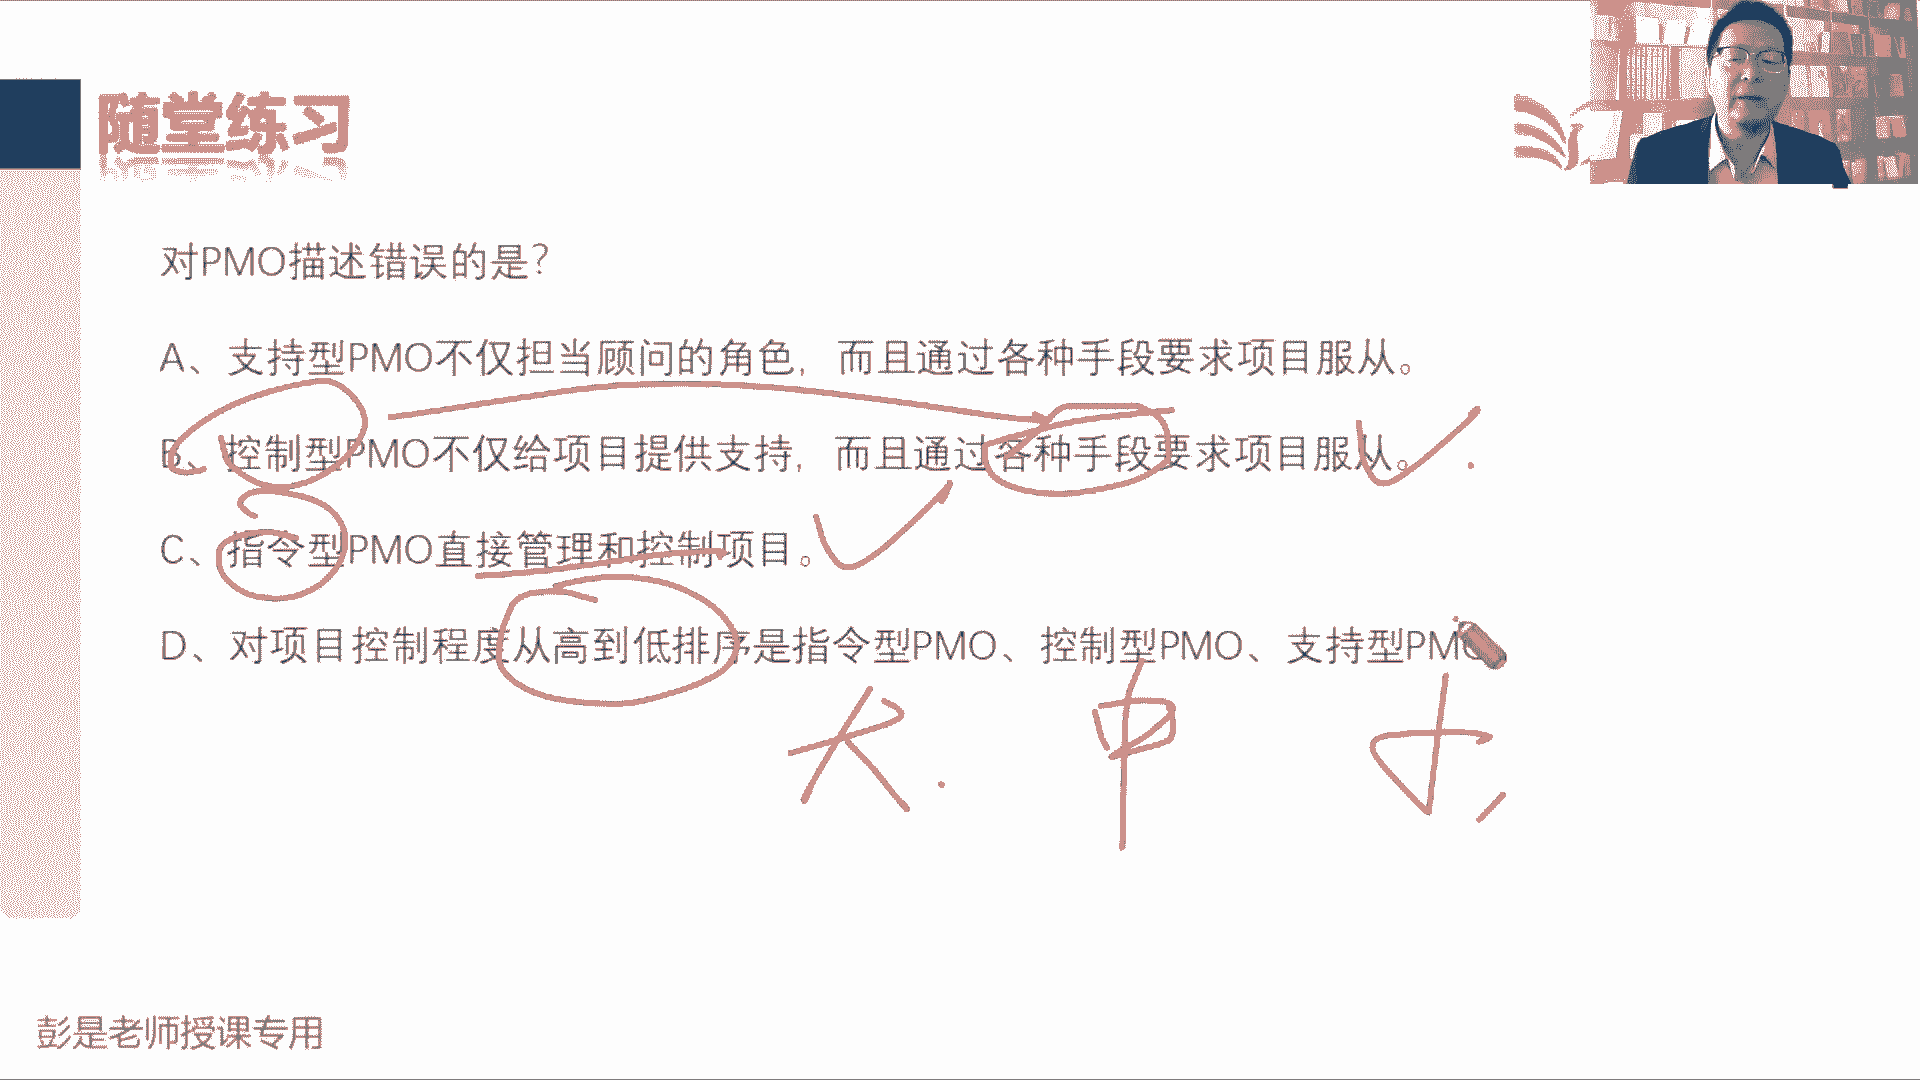 随堂练习
对PMO描述错误的是?
A、支持型PMO不仅担当顾问的角色，而且通过各种手段要求项目服从。
B、控制型PMO不仅给项目提供支持，而且通过各种手段要求项目服从。
C、指令型PMO直接管理和控制项目。
D、对项目控制程度从高到低排序是指令型PMO、控制型PMO、支持型PMO
大 中 小
彭是老师授课专用